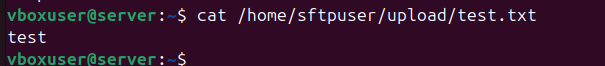 vboxuser@server:~$ cat /home/sftpuser/upload/test.txt
test
vboxuser@server:~$